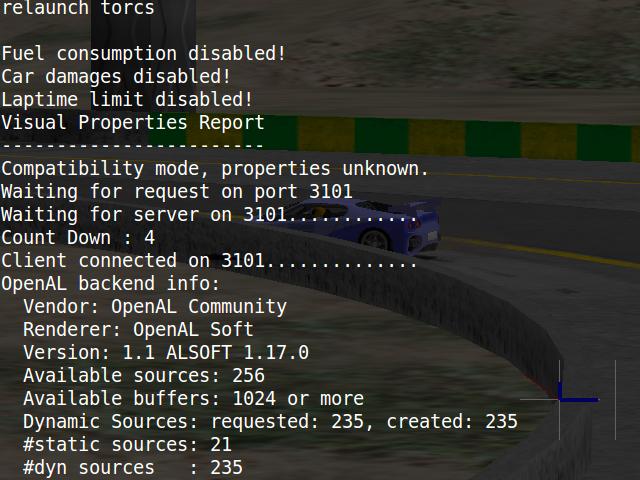 relaunch torcs
Fuel consumption disabled!
Car damages disabled!
Laptime limit disabled!
Visual Properties Report
------------------------
Compatibility mode, properties unknown.
Waiting for request on port 3101
Waiting for server on 3101............
Count Down : 4
Client connected on 3101..............
OpenAL backend info:
  Vendor: OpenAL Community
  Renderer: OpenAL Soft
  Version: 1.1 ALSOFT 1.17.0
  Available sources: 256
  Available buffers: 1024 or more
  Dynamic Sources: requested: 235, created: 235
  #static sources: 21
  #dyn sources   : 235